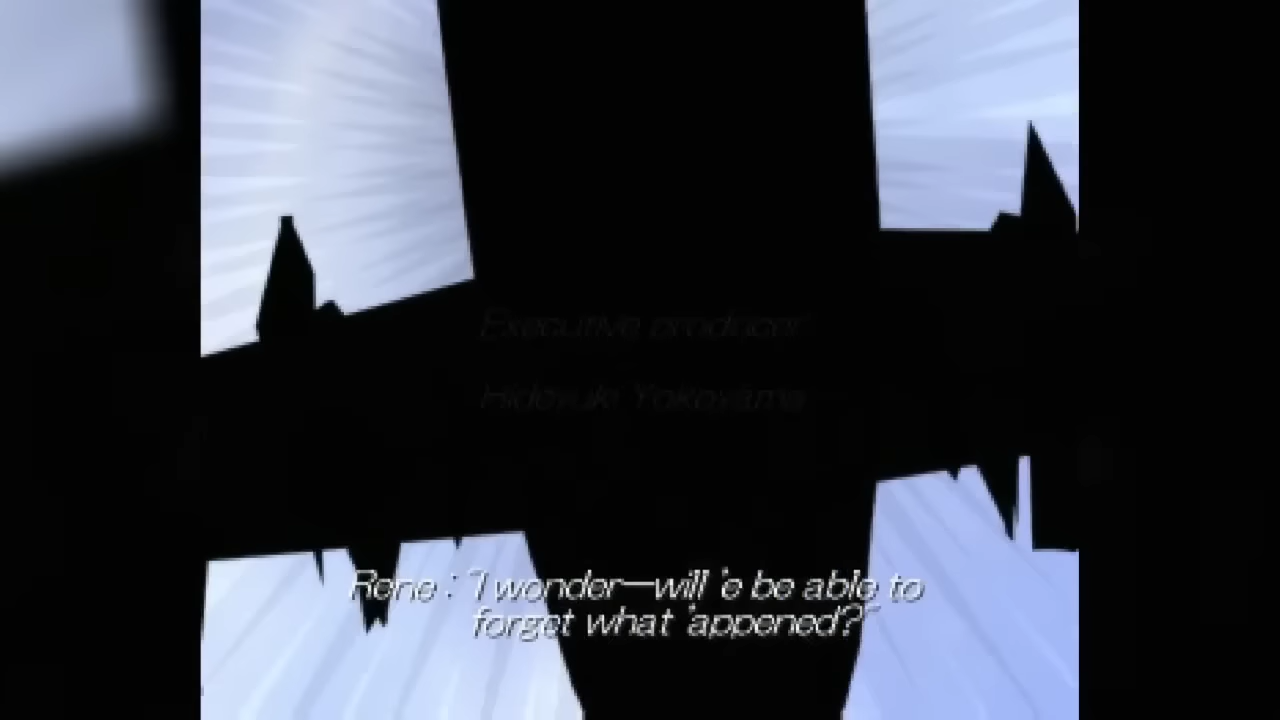 Executive producer
Hideyuki Yokoyama
Rene : "I wonder—will 'e be able to
forget what 'appened?"